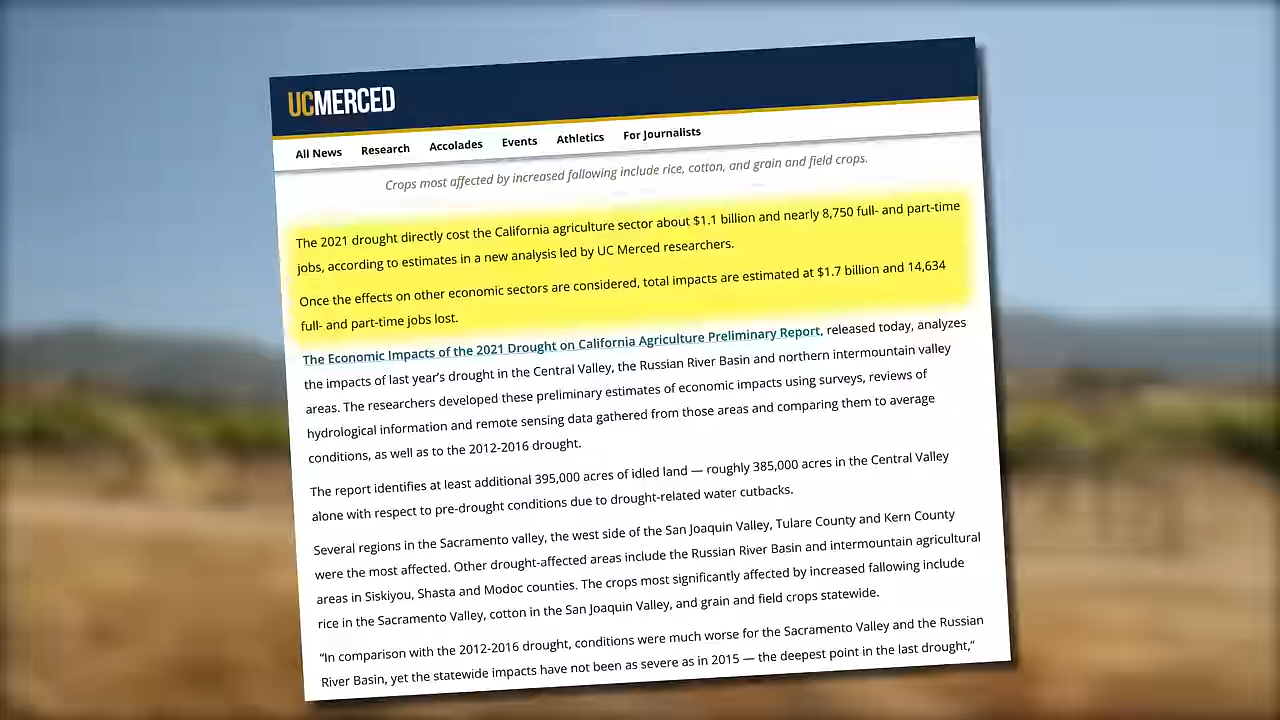 UCMERCED
All News Research Accolades Events Athletics For Journalists
Crops most affected by increased following include rice, cotton, and grain and field crops.
The 2021 drought directly cost the California agriculture sector about $1.1 billion and nearly 8,750 full- and part-time
jobs, according to estimates in a new analysis led by UC Merced researchers.
Once the effects on other economic sectors are considered, total impacts are estimated at $1.7 billion and 14,634
full- and part-time jobs lost.
The Economic Impacts of the 2021 Drought on California Agriculture Preliminary Report, released today, analyzes
the impacts of last year’s drought in the Central Valley, the Russian River Basin and northern intermountain valley
areas. The researchers developed these preliminary estimates of economic impacts using surveys, reviews of
hydrological information and remote sensing data gathered from those areas and comparing them to average
conditions, as well as to the 2012-2016 drought.
The report identifies at least additional 395,000 acres of idled land — roughly 385,000 acres in the Central Valley
alone with respect to pre-drought conditions due to drought-related water cutbacks.
Several regions in the Sacramento valley, the west side of the San Joaquin Valley, Tulare County and Kern County
were the most affected. Other drought-affected areas include the Russian River Basin and intermountain agricultural
areas in Siskiyou, Shasta and Modoc counties. The crops most significantly affected by increased fallowing include
rice in the Sacramento Valley, cotton in the San Joaquin Valley, and grain and field crops statewide.
“In comparison with the 2012-2016 drought, conditions were much worse for the Sacramento Valley and the Russian
River Basin, yet the statewide impacts have not been as severe as in 2015 — the deepest point in the last drought,”